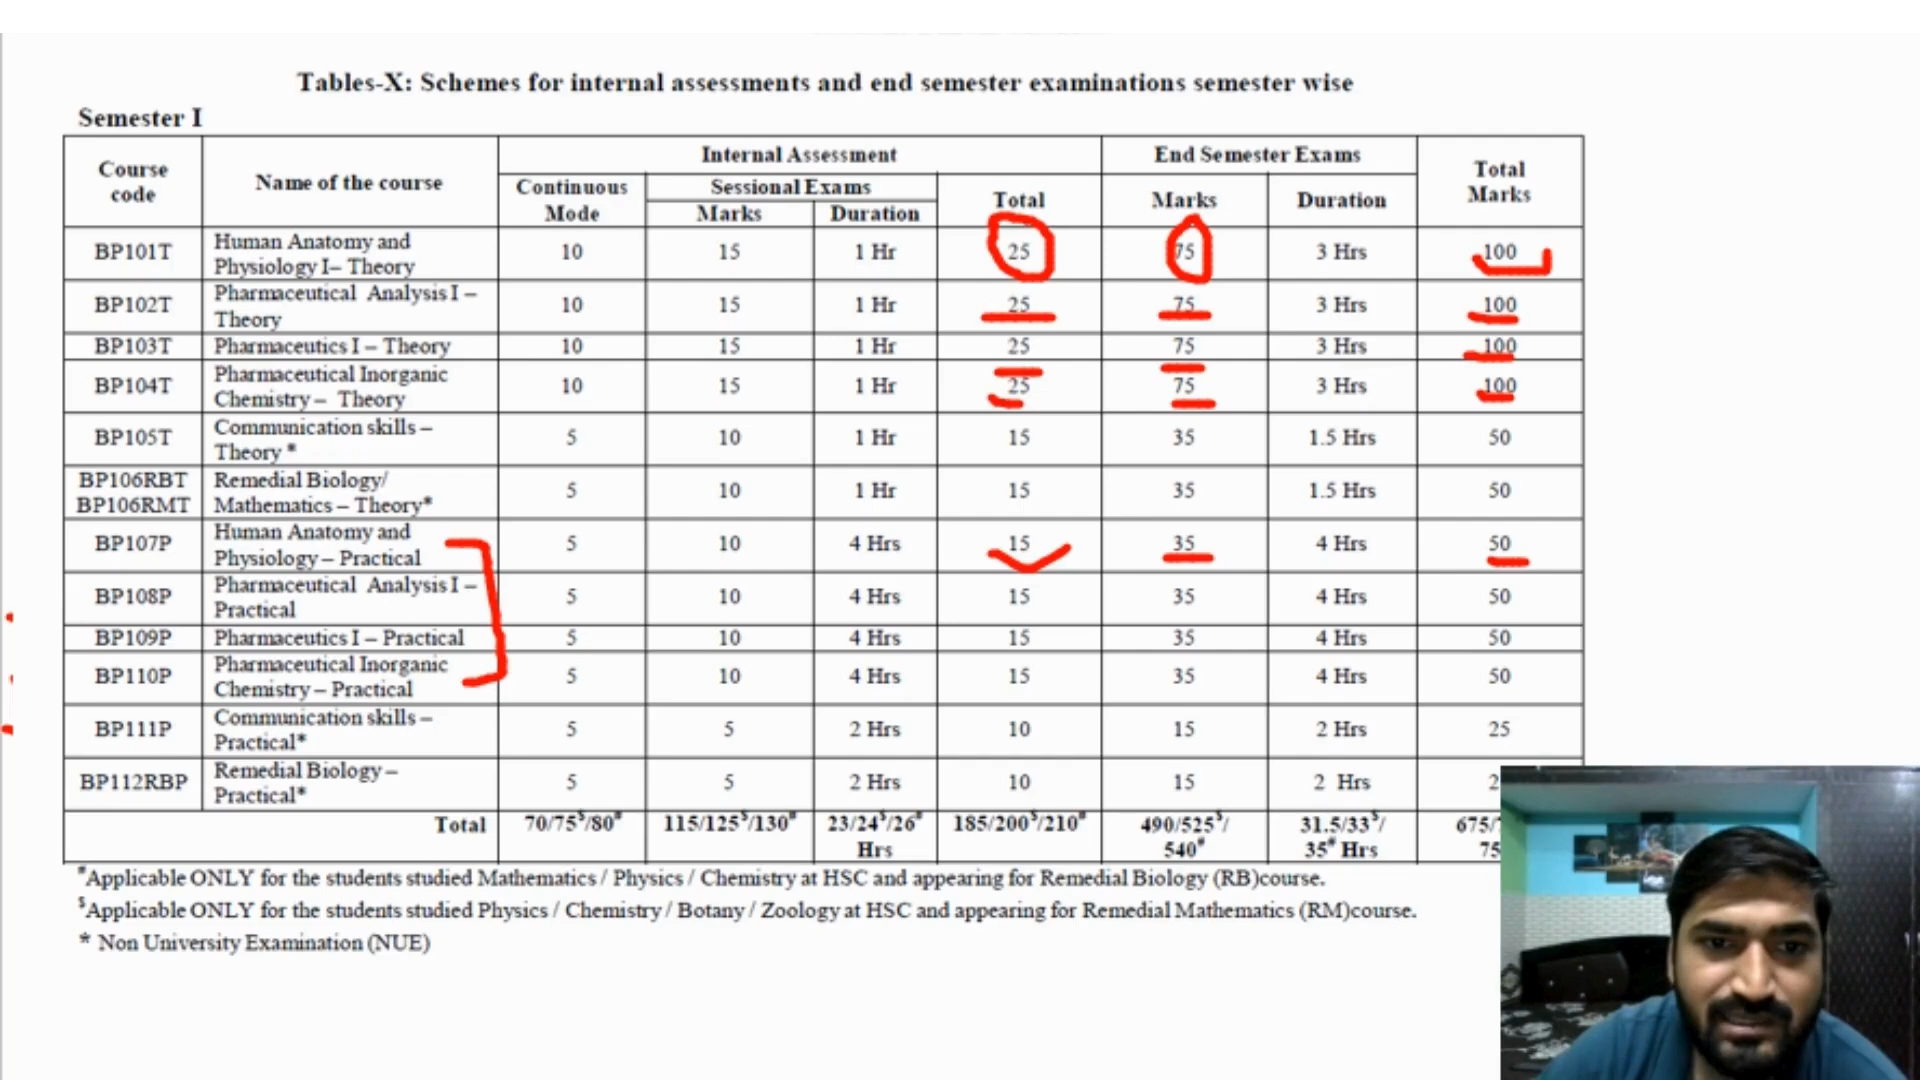 Tables-X: Schemes for internal assessments and end semester examinations semester wise
Semester I
Course code | Name of the course | Internal Assessment | End Semester Exams | Total Marks
Continuous Mode | Sessional Exams | Total | Marks | Duration
Marks | Duration
BP101T | Human Anatomy and Physiology I– Theory | 10 | 15 | 1 Hr | 25 | 75 | 3 Hrs | 100
BP102T | Pharmaceutical Analysis I – Theory | 10 | 15 | 1 Hr | 25 | 75 | 3 Hrs | 100
BP103T | Pharmaceutics I – Theory | 10 | 15 | 1 Hr | 25 | 75 | 3 Hrs | 100
BP104T | Pharmaceutical Inorganic Chemistry – Theory | 10 | 15 | 1 Hr | 25 | 75 | 3 Hrs | 100
BP105T | Communication skills – Theory * | 5 | 10 | 1 Hr | 15 | 35 | 1.5 Hrs | 50
BP106RBT BP106RMT | Remedial Biology/ Mathematics – Theory* | 5 | 10 | 1 Hr | 15 | 35 | 1.5 Hrs | 50
BP107P | Human Anatomy and Physiology – Practical | 5 | 10 | 4 Hrs | 15 | 35 | 4 Hrs | 50
BP108P | Pharmaceutical Analysis I – Practical | 5 | 10 | 4 Hrs | 15 | 35 | 4 Hrs | 50
BP109P | Pharmaceutics I – Practical | 5 | 10 | 4 Hrs | 15 | 35 | 4 Hrs | 50
BP110P | Pharmaceutical Inorganic Chemistry – Practical | 5 | 10 | 4 Hrs | 15 | 35 | 4 Hrs | 50
BP111P | Communication skills – Practical* | 5 | 5 | 2 Hrs | 10 | 15 | 2 Hrs | 25
BP112RBP | Remedial Biology – Practical* | 5 | 5 | 2 Hrs | 10 | 15 | 2 Hrs
Total | 70/75$/80# | 115/125$/130# | 23/24$/26# Hrs | 185/200$/210# | 490/525$/ 540# | 31.5/33$/ 35# Hrs | 675/
#Applicable ONLY for the students studied Mathematics / Physics / Chemistry at HSC and appearing for Remedial Biology (RB)course.
$Applicable ONLY for the students studied Physics / Chemistry / Botany / Zoology at HSC and appearing for Remedial Mathematics (RM)course.
* Non University Examination (NUE)